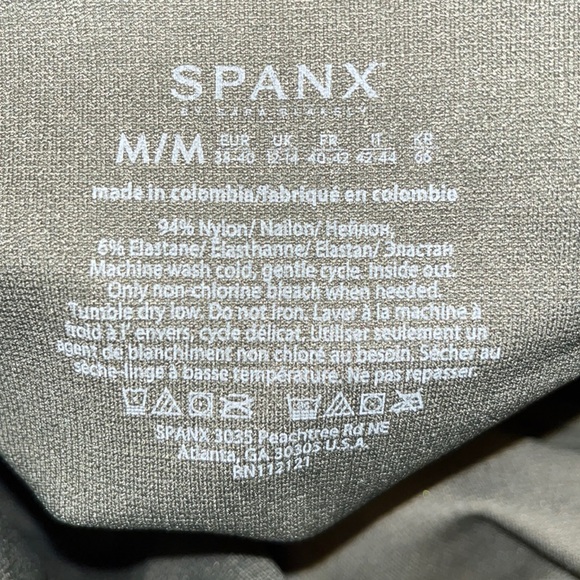 SPANX
BY SARA BLAKELY
M/M EUR UK FR IT KR
38-40 12-14 40-42 42-44 66
made in colombia/fabriqué en colombie
94% Nylon/ Nailon/ Нейлон,
6% Elastane/ Élasthanne/ Elastan/ Эластан
Machine wash cold, gentle cycle, inside out.
Only non-chlorine bleach when needed.
Tumble dry low. Do not iron. Laver à la machine à
froid à l' envers, cycle délicat. Utiliser seulement un
agent de blanchiment non chloré au besoin. Sécher au
sèche-linge à basse température. Ne pas repasser.
SPANX 3035 Peachtree Rd NE
Atlanta, GA 30305 U.S.A.
RN112121